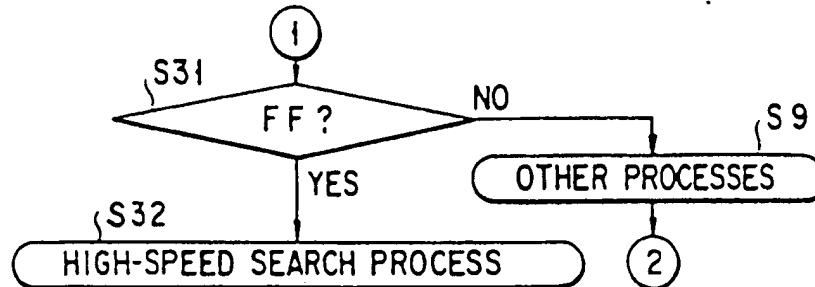 1
S31
FF?
NO
S9
YES
OTHER PROCESSES
S32
HIGH-SPEED SEARCH PROCESS
2